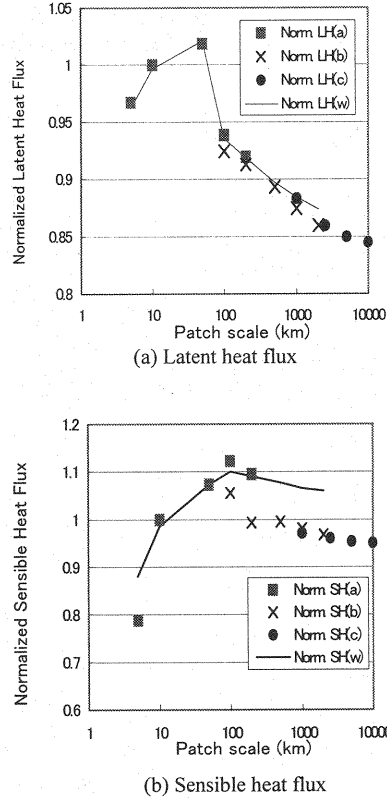 1.05
1
0.95
0.9
0.85
0.8
Normalized Latent Heat Flux
Norm. LH(a)
Norm. LH(b)
Norm. LH(c)
Norm. LH(w)
1 10 100 1000 10000
Patch scale (km)
(a) Latent heat flux
1.2
1.1
1
0.9
0.8
0.7
0.6
Normalized Sensible Heat Flux
Norm. SH(a)
Norm. SH(b)
Norm. SH(c)
Norm. SH(w)
1 10 100 1000 10000
Patch scale (km)
(b) Sensible heat flux